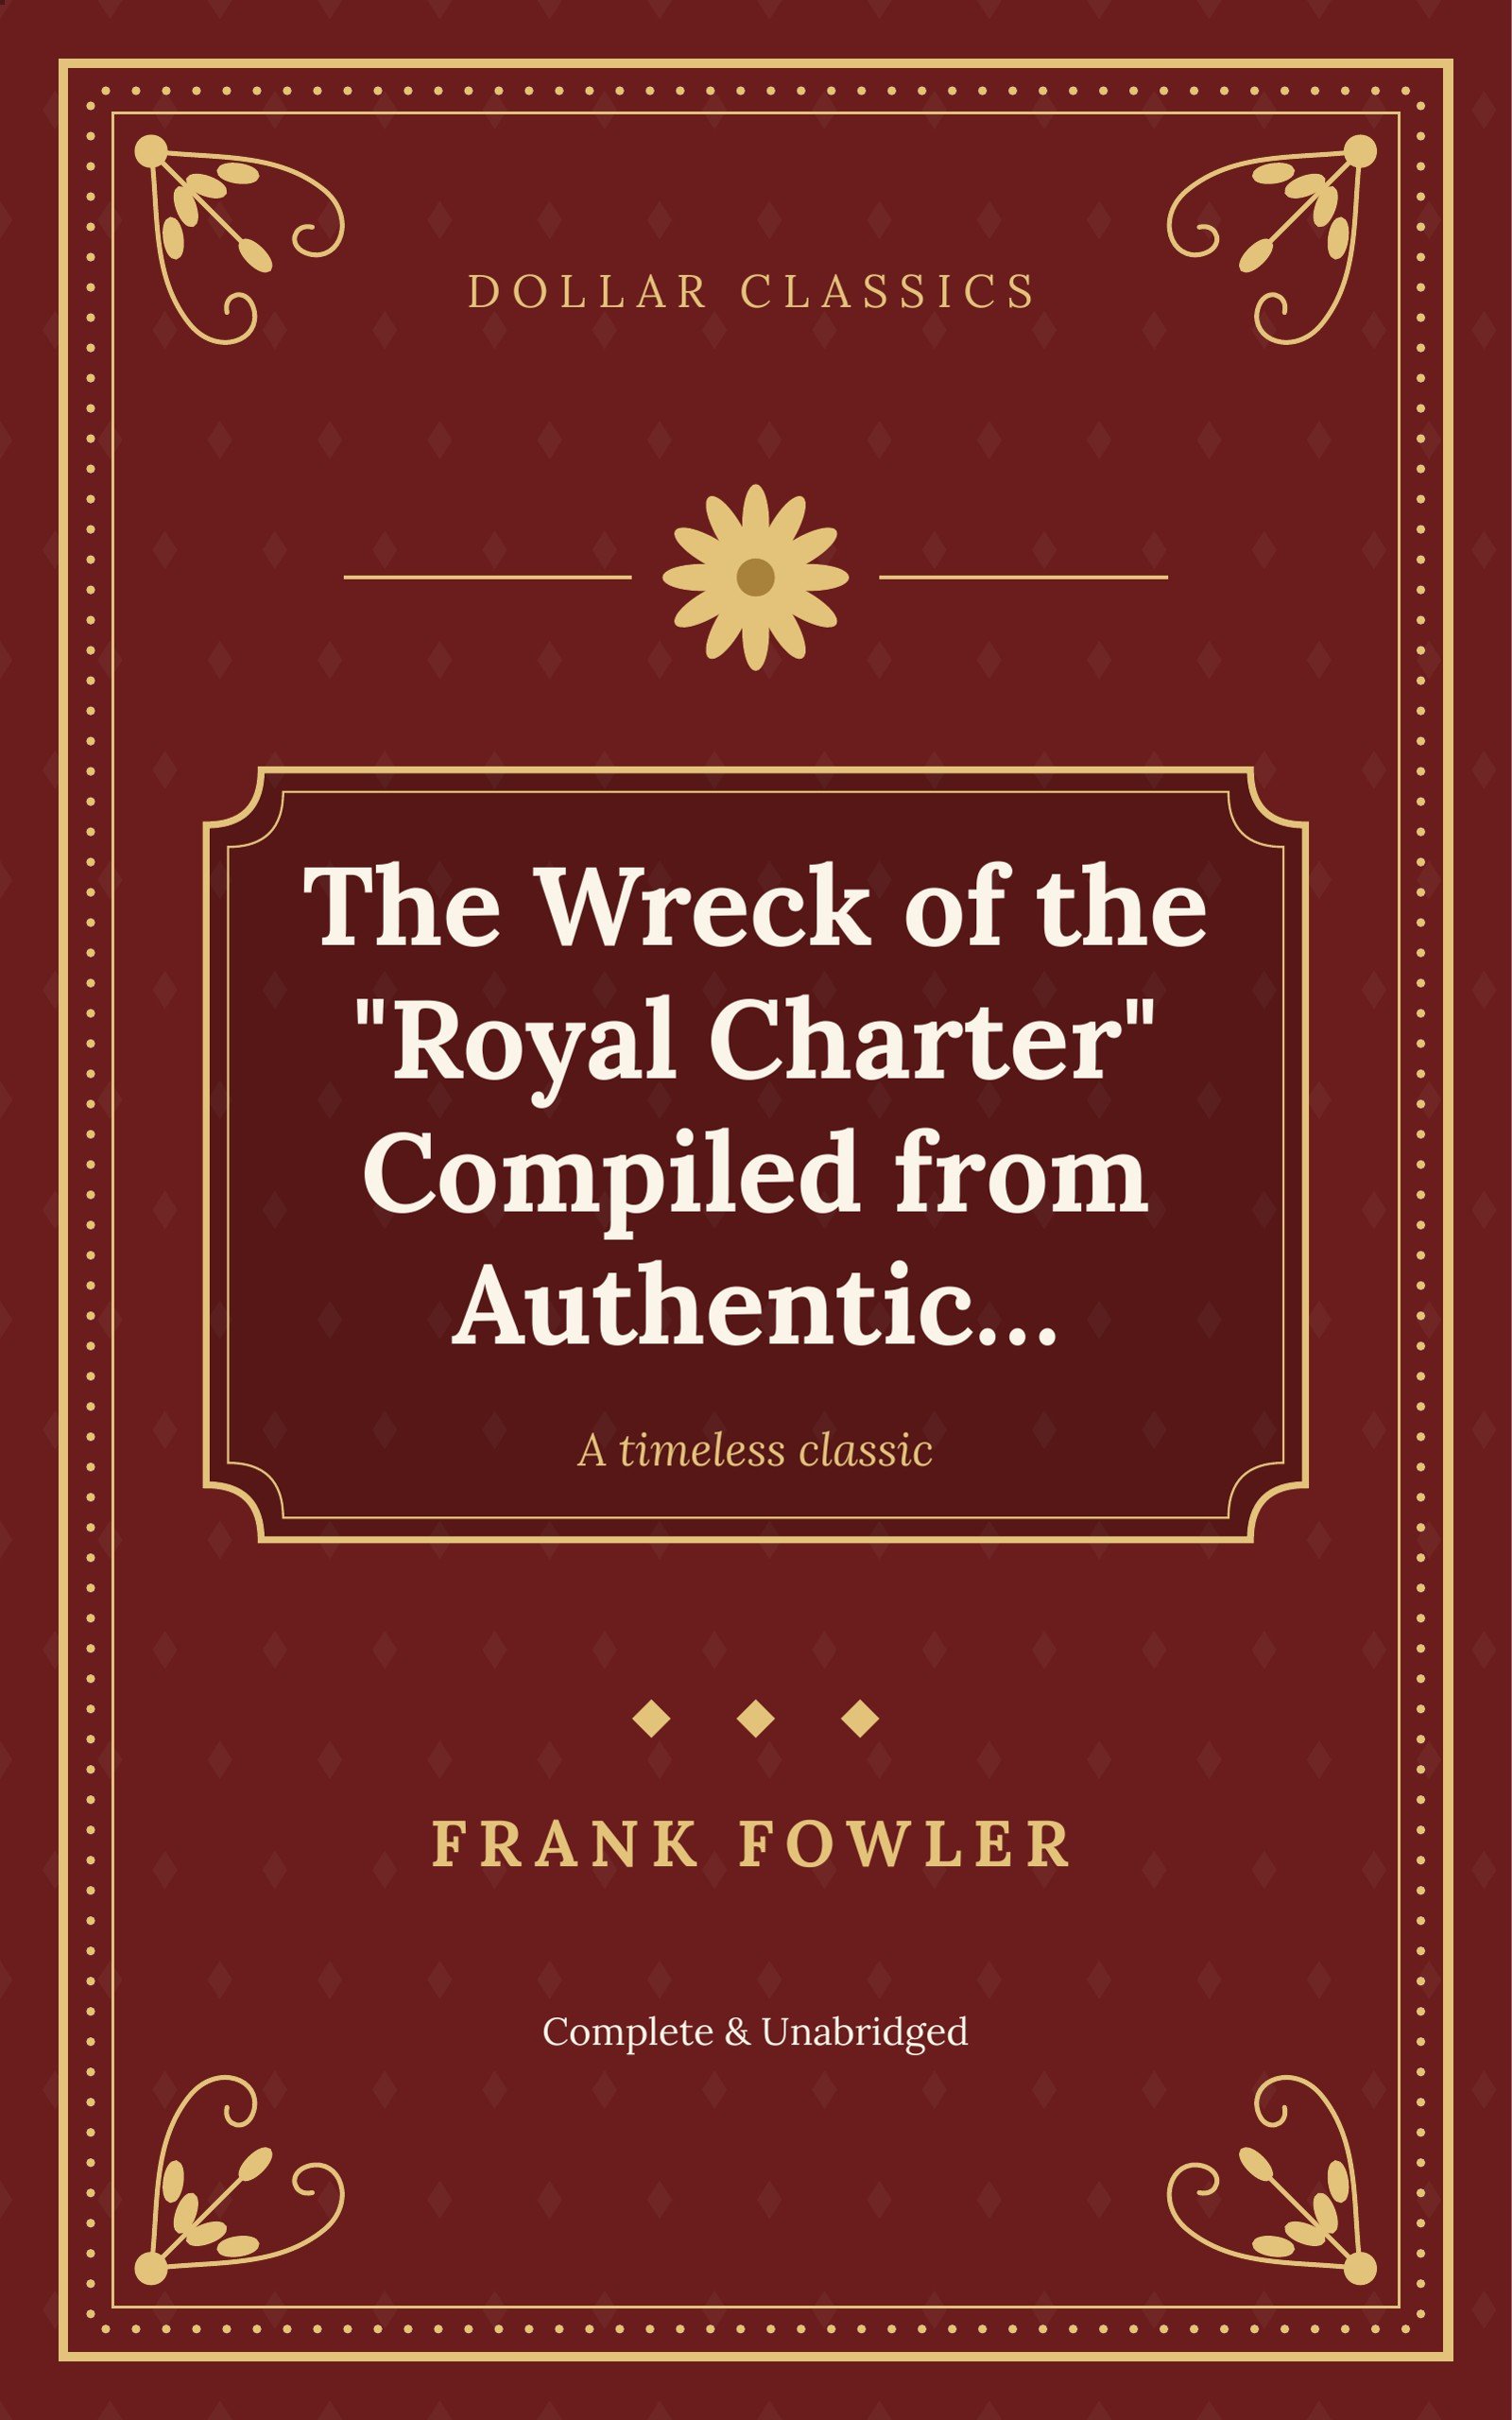 DOLLAR CLASSICS
The Wreck of the
"Royal Charter"
Compiled from
Authentic...
A timeless classic
FRANK FOWLER
Complete & Unabridged